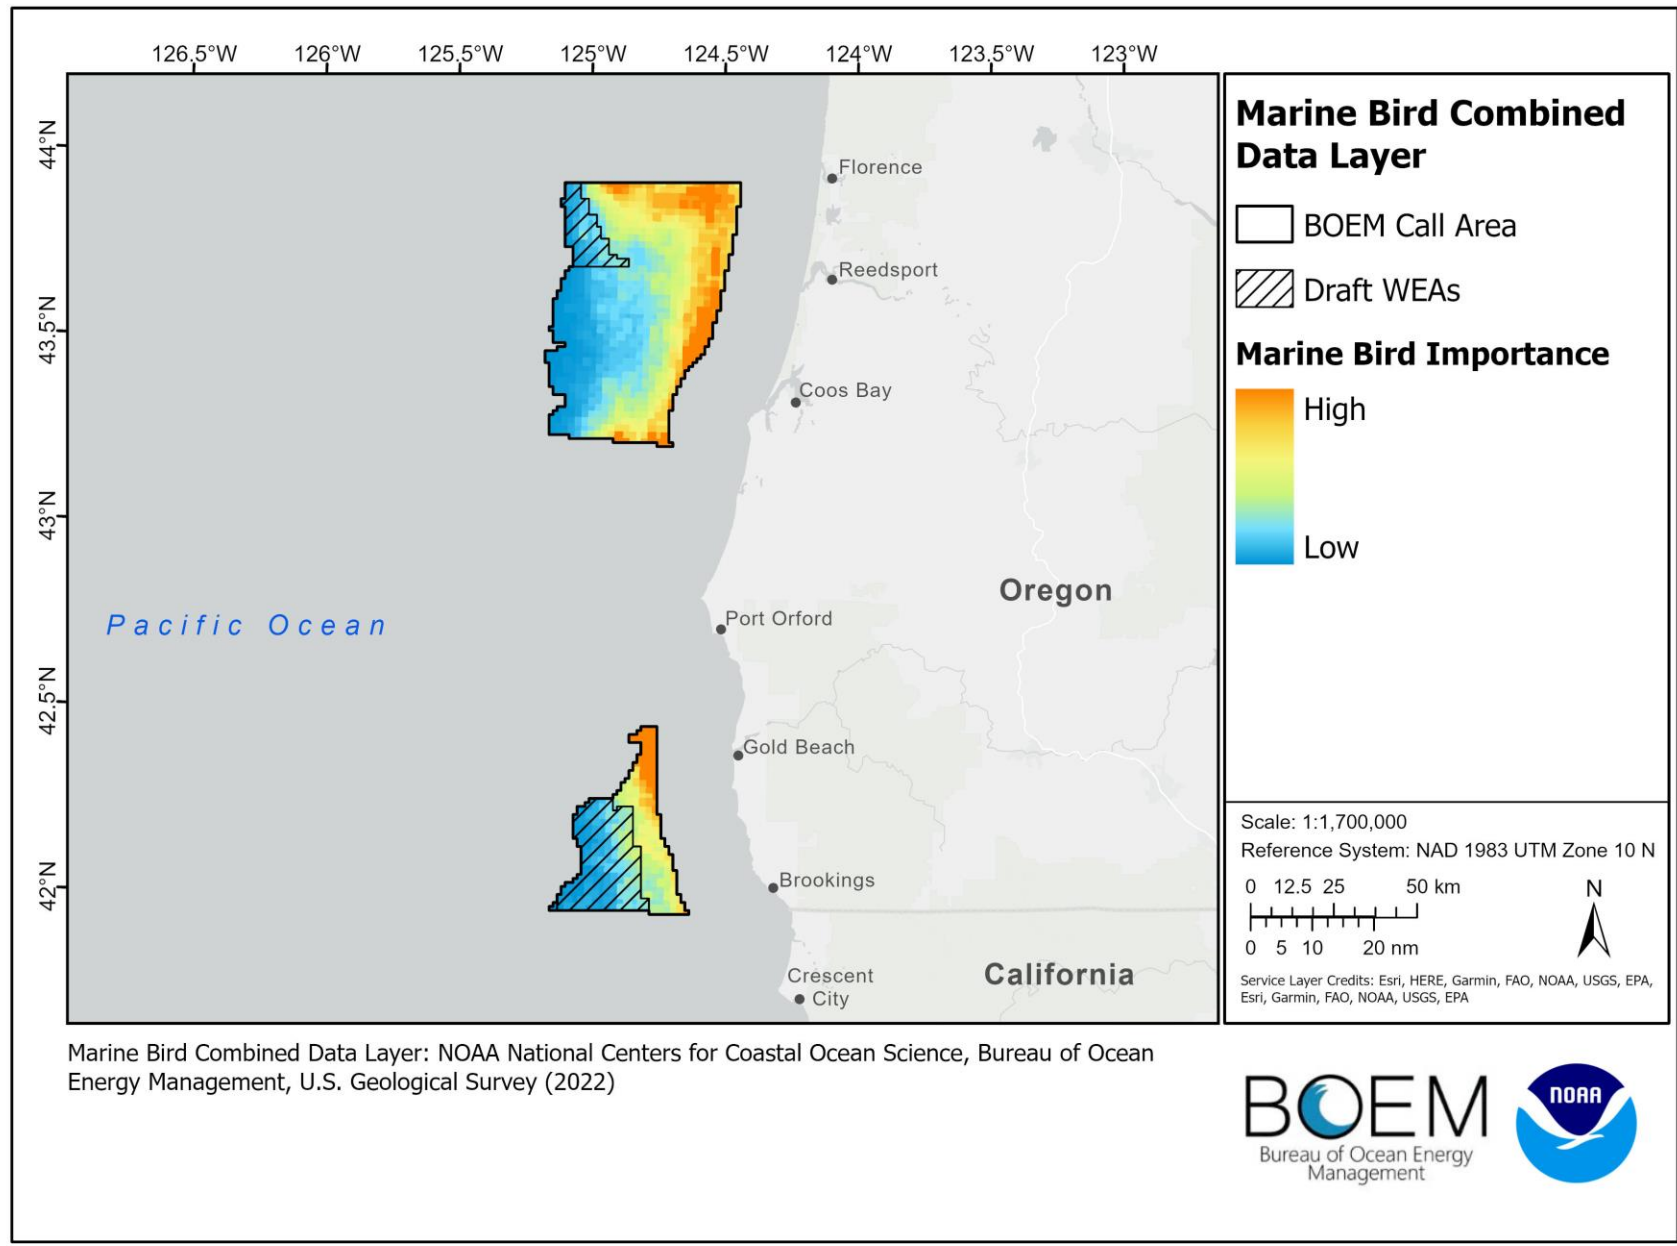 126.5°W 126°W 125.5°W 125°W 124.5°W 124°W 123.5°W 123°W
44°N
43.5°N
43°N
42.5°N
42°N
Florence
Reedsport
Coos Bay
Oregon
Pacific Ocean
Port Orford
Gold Beach
Brookings
California
Crescent
City
Marine Bird Combined
Data Layer
BOEM Call Area
Draft WEAs
Marine Bird Importance
High
Low
Scale: 1:1,700,000
Reference System: NAD 1983 UTM Zone 10 N
0 12.5 25 50 km
0 5 10 20 nm
N
Service Layer Credits: Esri, HERE, Garmin, FAO, NOAA, USGS, EPA,
Esri, Garmin, FAO, NOAA, USGS, EPA
Marine Bird Combined Data Layer: NOAA National Centers for Coastal Ocean Science, Bureau of Ocean
Energy Management, U.S. Geological Survey (2022)
BOEM
Bureau of Ocean Energy
Management
NOAA